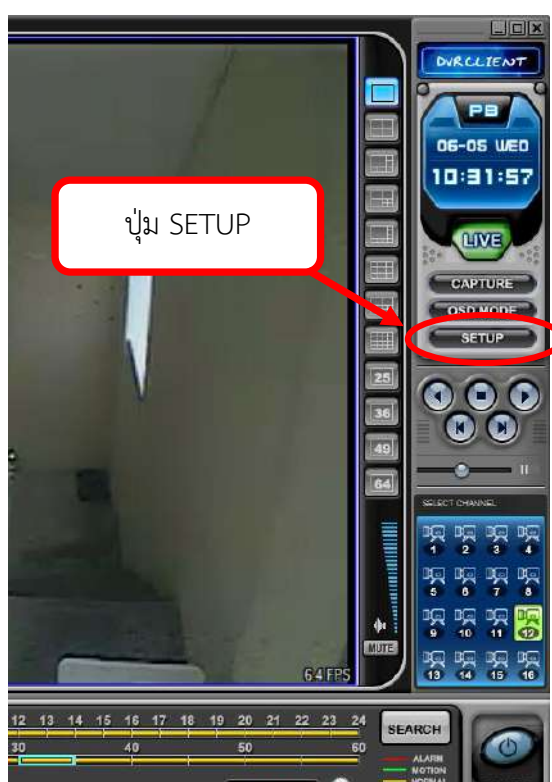 DVRCLIENT
PB
06-05 WED
10:31:57
LIVE
CAPTURE
OSD MODE
SETUP
ปุ่ม SETUP
25
36
49
64
SELECT CHANNEL
1 2 3 4
5 6 7 8
9 10 11 12
13 14 15 16
MUTE
6.4 FPS
12 13 14 15 16 17 18 19 20 21 22 23 24
30 40 50 60
SEARCH
ALARM
MOTION
NORMAL